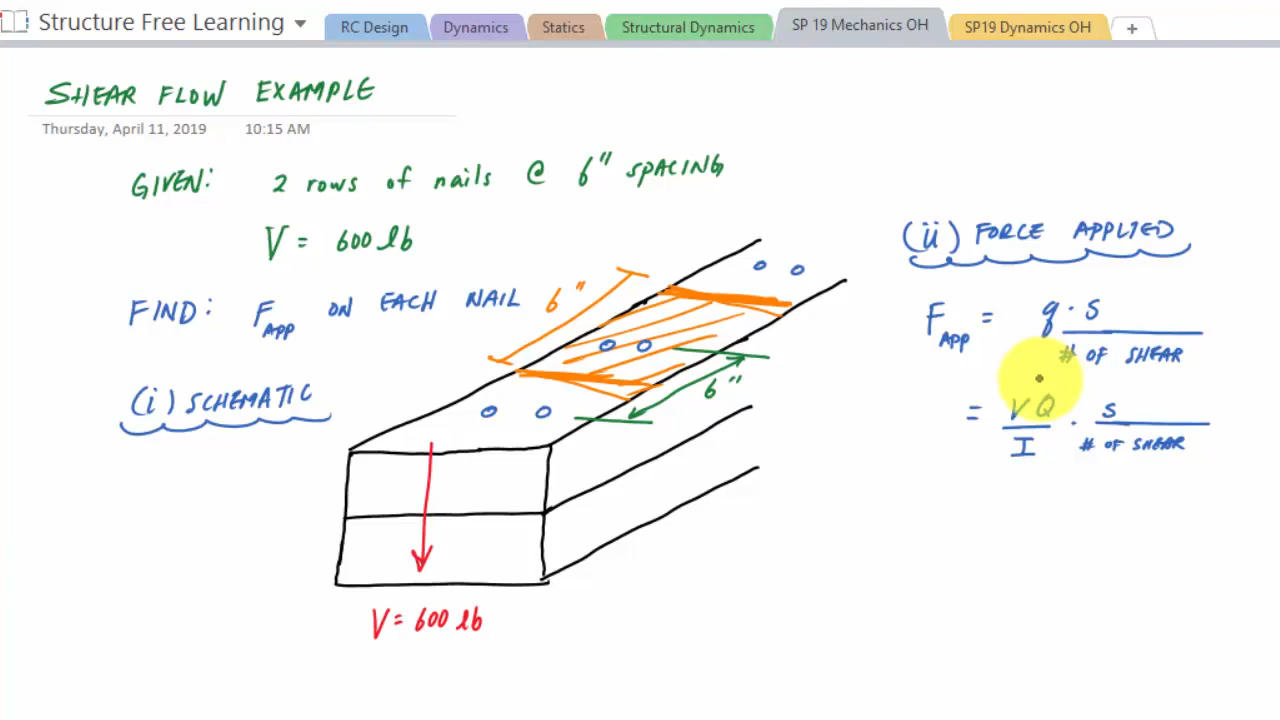 Structure Free Learning
RC Design
Dynamics
Statics
Structural Dynamics
SP 19 Mechanics OH
SP19 Dynamics OH
+
SHEAR FLOW EXAMPLE
Thursday, April 11, 2019 10:15 AM
GIVEN: 2 rows of nails @ 6" SPACING
V = 600 lb
FIND: F APP ON EACH NAIL
(i) SCHEMATIC
6"
6"
V = 600 lb
(ii) FORCE APPLIED
F APP = q · s
# OF SHEAR
= VQ · s
I # OF SHEAR